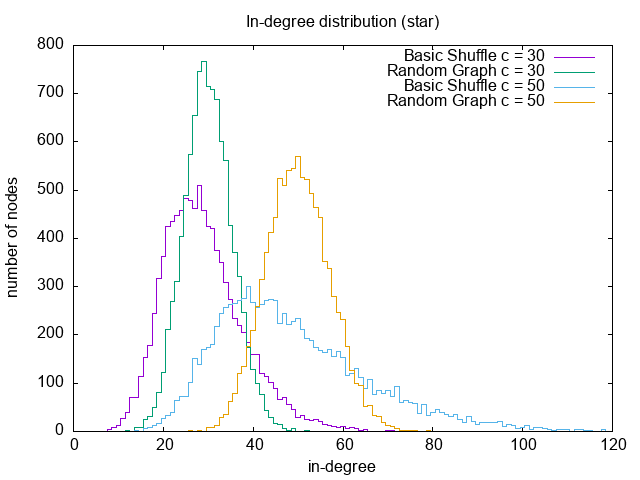 In-degree distribution (star)
800
700
600
500
400
300
200
100
0
number of nodes
Basic Shuffle c = 30
Random Graph c = 30
Basic Shuffle c = 50
Random Graph c = 50
0 20 40 60 80 100 120
in-degree